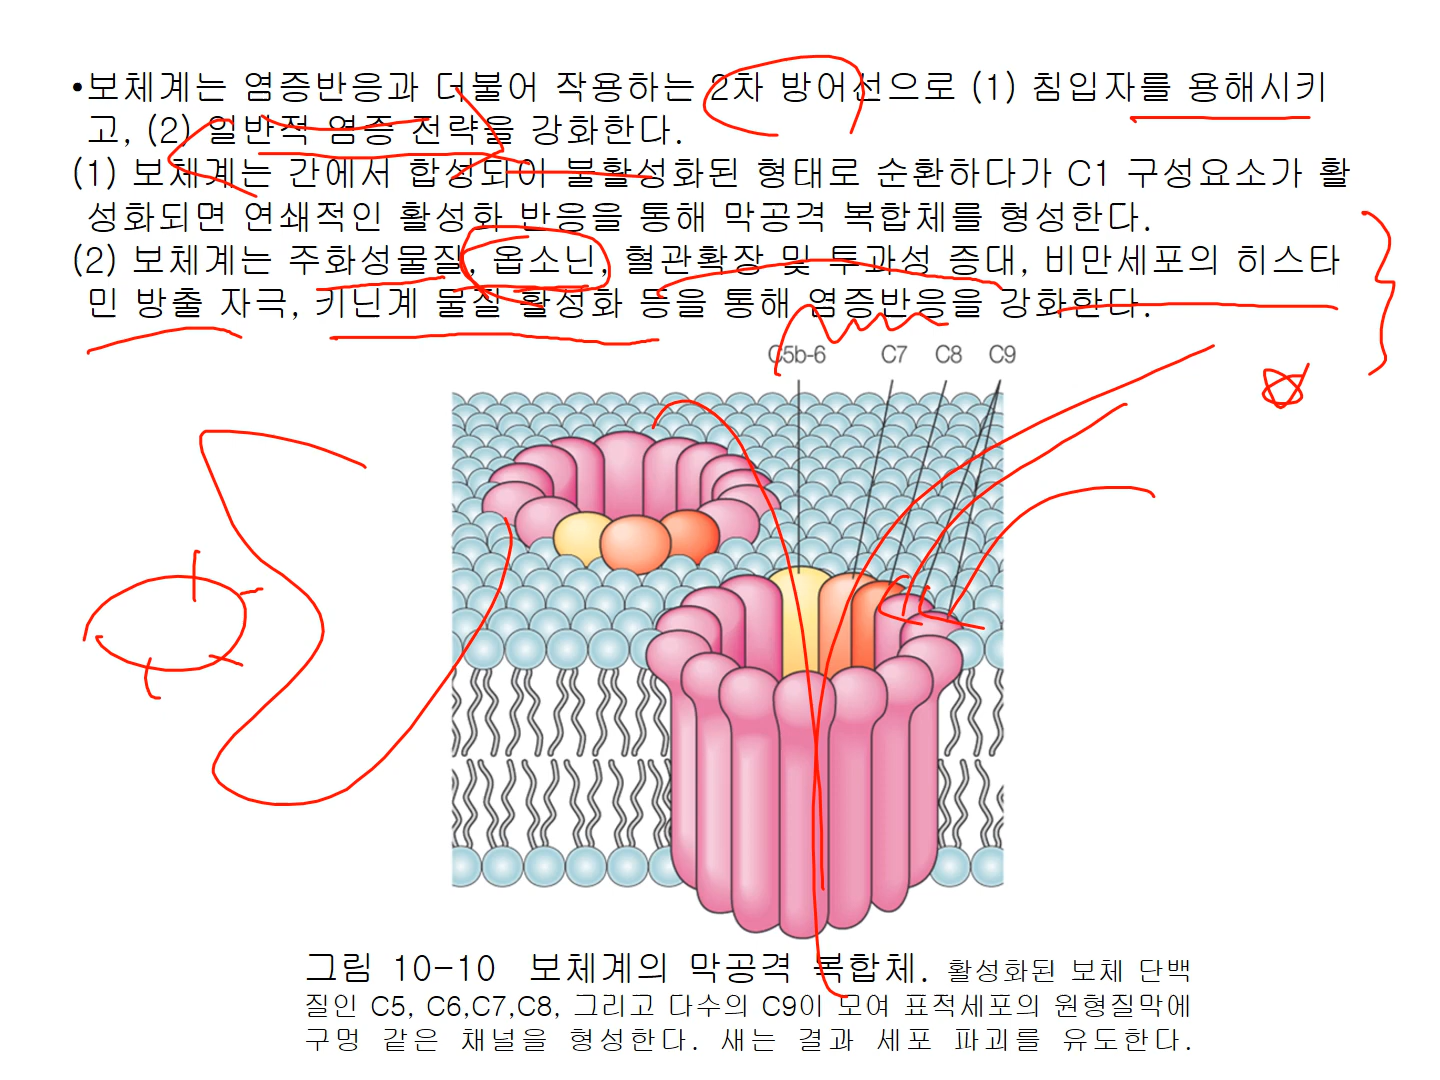 •보체계는 염증반응과 더불어 작용하는 2차 방어선으로 (1) 침입자를 용해시키
고, (2) 일반적 염증 전략을 강화한다.
(1) 보체계는 간에서 합성되어 불활성화된 형태로 순환하다가 C1 구성요소가 활
성화되면 연쇄적인 활성화 반응을 통해 막공격 복합체를 형성한다.
(2) 보체계는 주화성물질, 옵소닌, 혈관확장 및 투과성 증대, 비만세포의 히스타
민 방출 자극, 키닌계 물질 활성화 등을 통해 염증반응을 강화한다.
C5b-6 C7 C8 C9
그림 10-10 보체계의 막공격 복합체. 활성화된 보체 단백
질인 C5, C6,C7,C8, 그리고 다수의 C9이 모여 표적세포의 원형질막에
구멍 같은 채널을 형성한다. 새는 결과 세포 파괴를 유도한다.